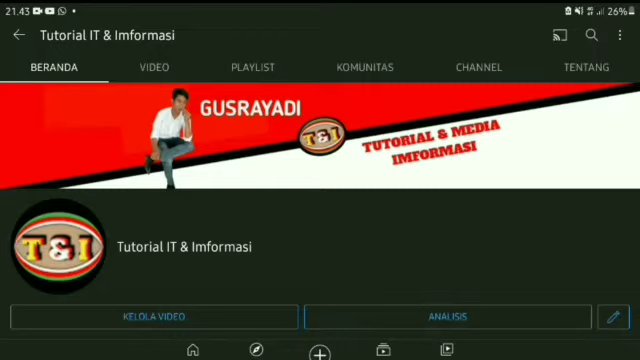 21.43
26%
Tutorial IT & Imformasi
BERANDA
VIDEO
PLAYLIST
KOMUNITAS
CHANNEL
TENTANG
GUSRAYADI
T&I
TUTORIAL & MEDIA
IMFORMASI
T&I
Tutorial IT & Imformasi
KELOLA VIDEO
ANALISIS